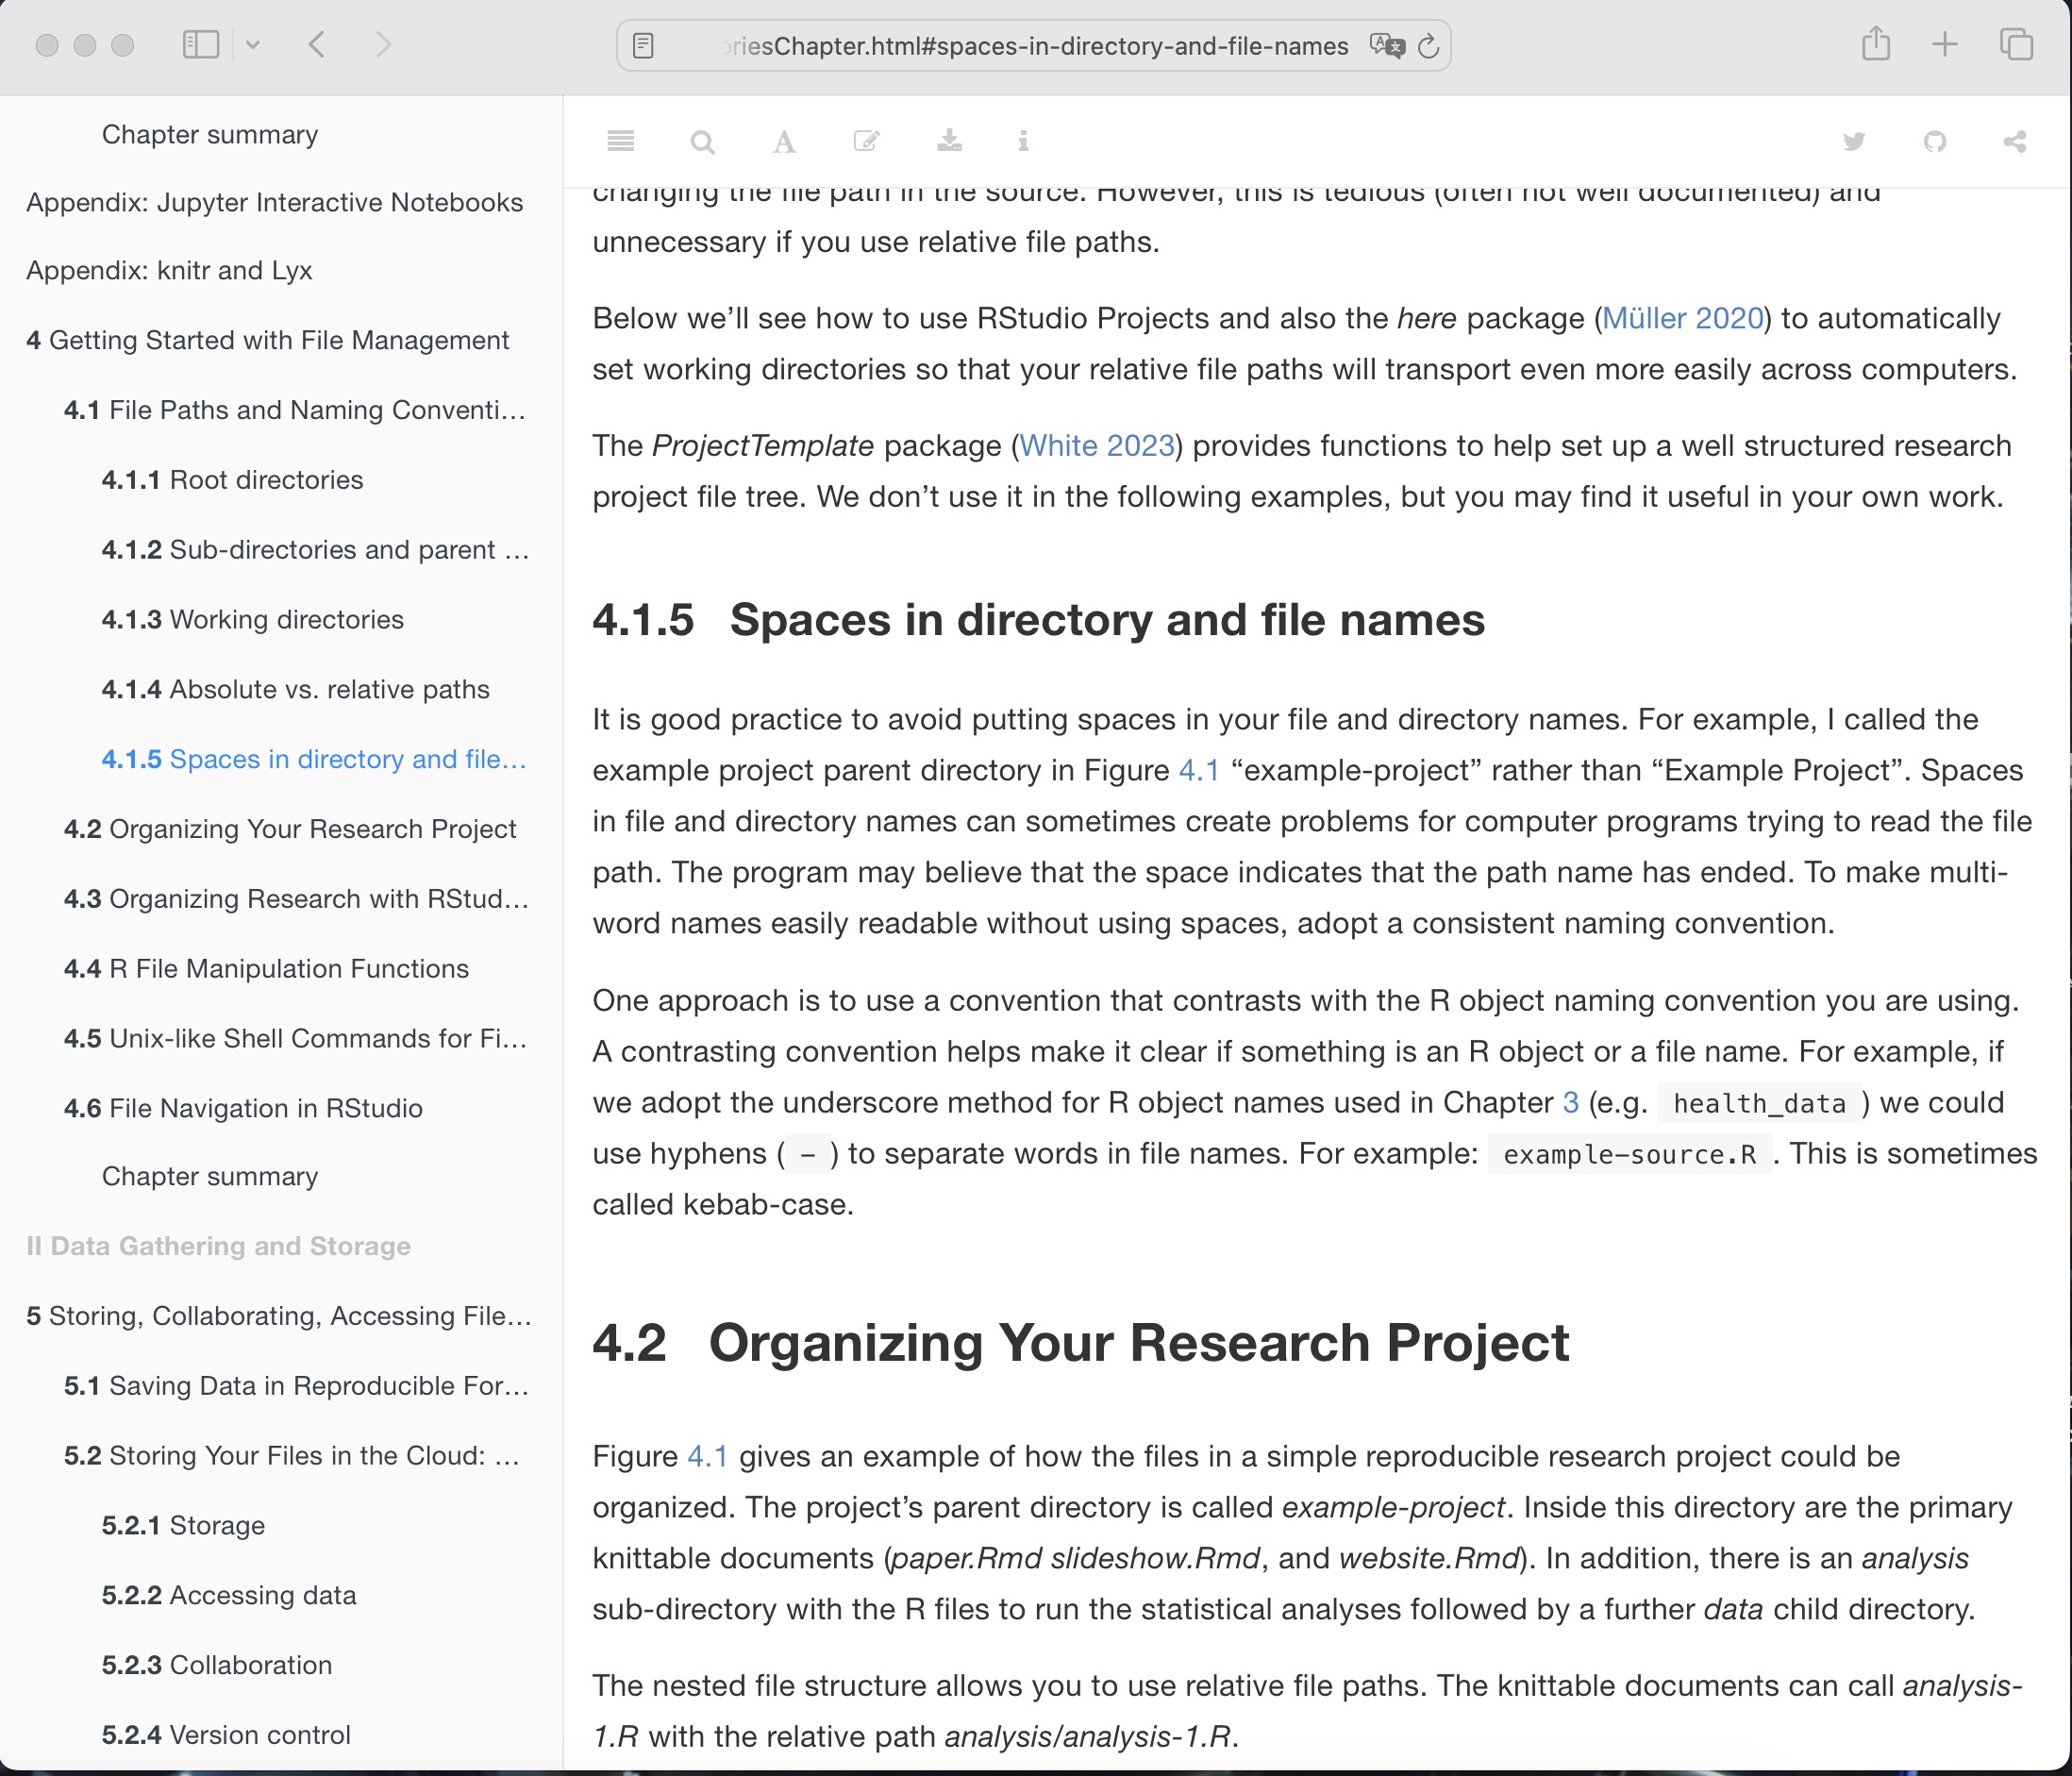 riesChapter.html#spaces-in-directory-and-file-names
Chapter summary
Appendix: Jupyter Interactive Notebooks
Appendix: knitr and Lyx
4 Getting Started with File Management
4.1 File Paths and Naming Conventi...
4.1.1 Root directories
4.1.2 Sub-directories and parent ...
4.1.3 Working directories
4.1.4 Absolute vs. relative paths
4.1.5 Spaces in directory and file...
4.2 Organizing Your Research Project
4.3 Organizing Research with RStud...
4.4 R File Manipulation Functions
4.5 Unix-like Shell Commands for Fi...
4.6 File Navigation in RStudio
Chapter summary
II Data Gathering and Storage
5 Storing, Collaborating, Accessing File...
5.1 Saving Data in Reproducible For...
5.2 Storing Your Files in the Cloud: ...
5.2.1 Storage
5.2.2 Accessing data
5.2.3 Collaboration
5.2.4 Version control
changing the file path in the source. However, this is tedious (often not well documented) and
unnecessary if you use relative file paths.
Below we’ll see how to use RStudio Projects and also the here package (Müller 2020) to automatically
set working directories so that your relative file paths will transport even more easily across computers.
The ProjectTemplate package (White 2023) provides functions to help set up a well structured research
project file tree. We don’t use it in the following examples, but you may find it useful in your own work.
4.1.5 Spaces in directory and file names
It is good practice to avoid putting spaces in your file and directory names. For example, I called the
example project parent directory in Figure 4.1 “example-project” rather than “Example Project”. Spaces
in file and directory names can sometimes create problems for computer programs trying to read the file
path. The program may believe that the space indicates that the path name has ended. To make multi-
word names easily readable without using spaces, adopt a consistent naming convention.
One approach is to use a convention that contrasts with the R object naming convention you are using.
A contrasting convention helps make it clear if something is an R object or a file name. For example, if
we adopt the underscore method for R object names used in Chapter 3 (e.g. health_data ) we could
use hyphens ( - ) to separate words in file names. For example: example-source.R . This is sometimes
called kebab-case.
4.2 Organizing Your Research Project
Figure 4.1 gives an example of how the files in a simple reproducible research project could be
organized. The project’s parent directory is called example-project. Inside this directory are the primary
knittable documents (paper.Rmd slideshow.Rmd, and website.Rmd). In addition, there is an analysis
sub-directory with the R files to run the statistical analyses followed by a further data child directory.
The nested file structure allows you to use relative file paths. The knittable documents can call analysis-
1.R with the relative path analysis/analysis-1.R.